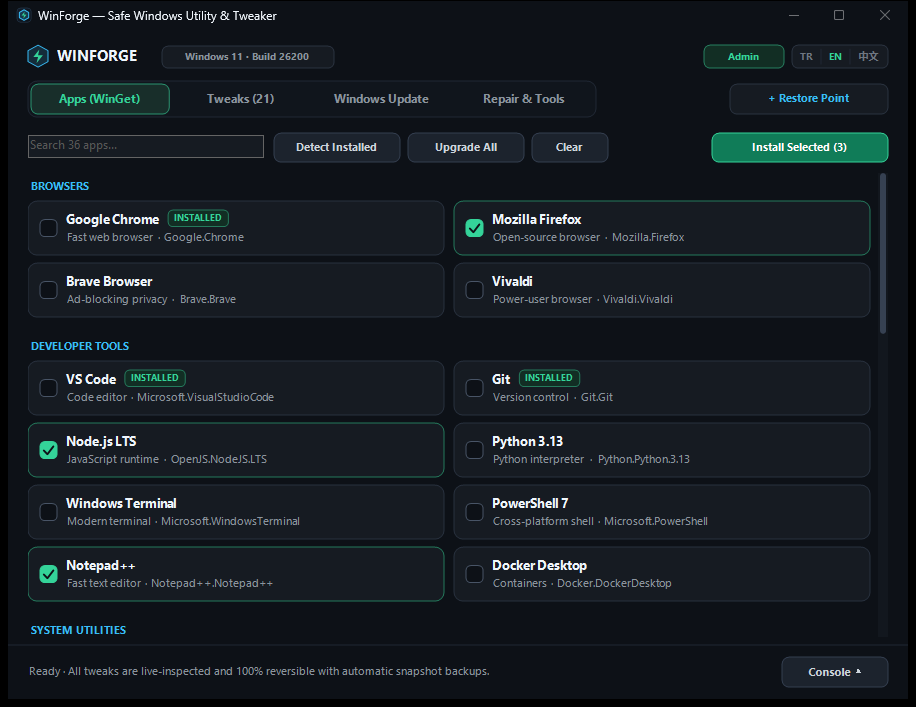 WinForge — Safe Windows Utility & Tweaker
WINFORGE
Windows 11 · Build 26200
Admin
TR EN 中文
Apps (WinGet)
Tweaks (21)
Windows Update
Repair & Tools
+ Restore Point
Search 36 apps...
Detect Installed
Upgrade All
Clear
Install Selected (3)
BROWSERS
Google Chrome INSTALLED
Fast web browser · Google.Chrome
Mozilla Firefox
Open-source browser · Mozilla.Firefox
Brave Browser
Ad-blocking privacy · Brave.Brave
Vivaldi
Power-user browser · Vivaldi.Vivaldi
DEVELOPER TOOLS
VS Code INSTALLED
Code editor · Microsoft.VisualStudioCode
Git INSTALLED
Version control · Git.Git
Node.js LTS
JavaScript runtime · OpenJS.NodeJS.LTS
Python 3.13
Python interpreter · Python.Python.3.13
Windows Terminal
Modern terminal · Microsoft.WindowsTerminal
PowerShell 7
Cross-platform shell · Microsoft.PowerShell
Notepad++
Fast text editor · Notepad++.Notepad++
Docker Desktop
Containers · Docker.DockerDesktop
SYSTEM UTILITIES
Ready · All tweaks are live-inspected and 100% reversible with automatic snapshot backups.
Console ▴